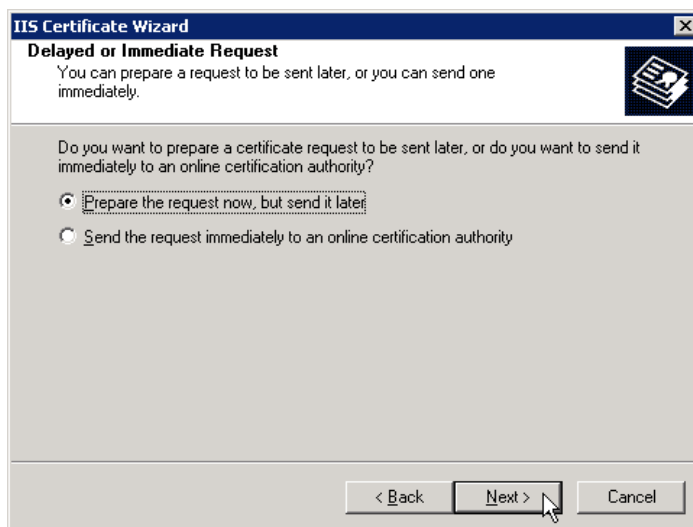 IIS Certificate Wizard
Delayed or Immediate Request
You can prepare a request to be sent later, or you can send one
immediately.
Do you want to prepare a certificate request to be sent later, or do you want to send it
immediately to an online certification authority?
Prepare the request now, but send it later
Send the request immediately to an online certification authority
< Back
Next >
Cancel